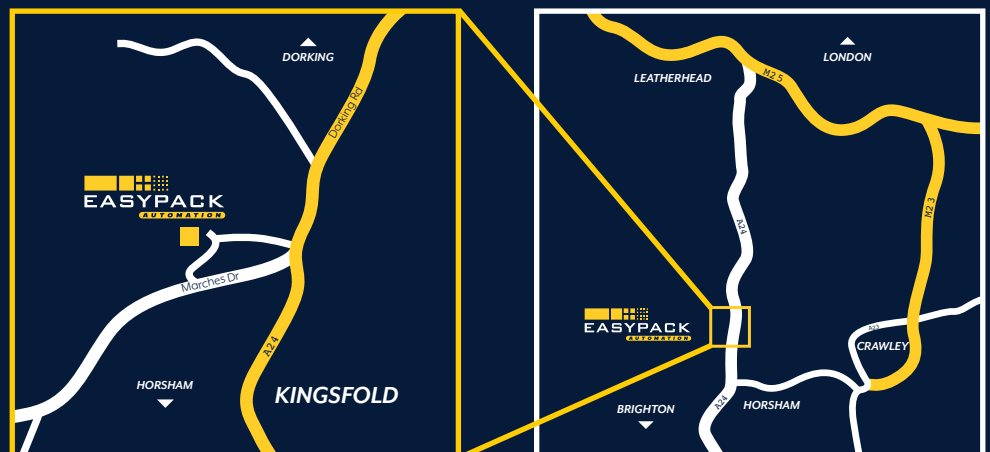 DORKING
Dorking Rd
EASYPACK
AUTOMATION
Marches Dr
A24
HORSHAM
KINGSFOLD
LONDON
LEATHERHEAD
M25
M23
A24
EASYPACK
AUTOMATION
A23
CRAWLEY
A24
HORSHAM
BRIGHTON